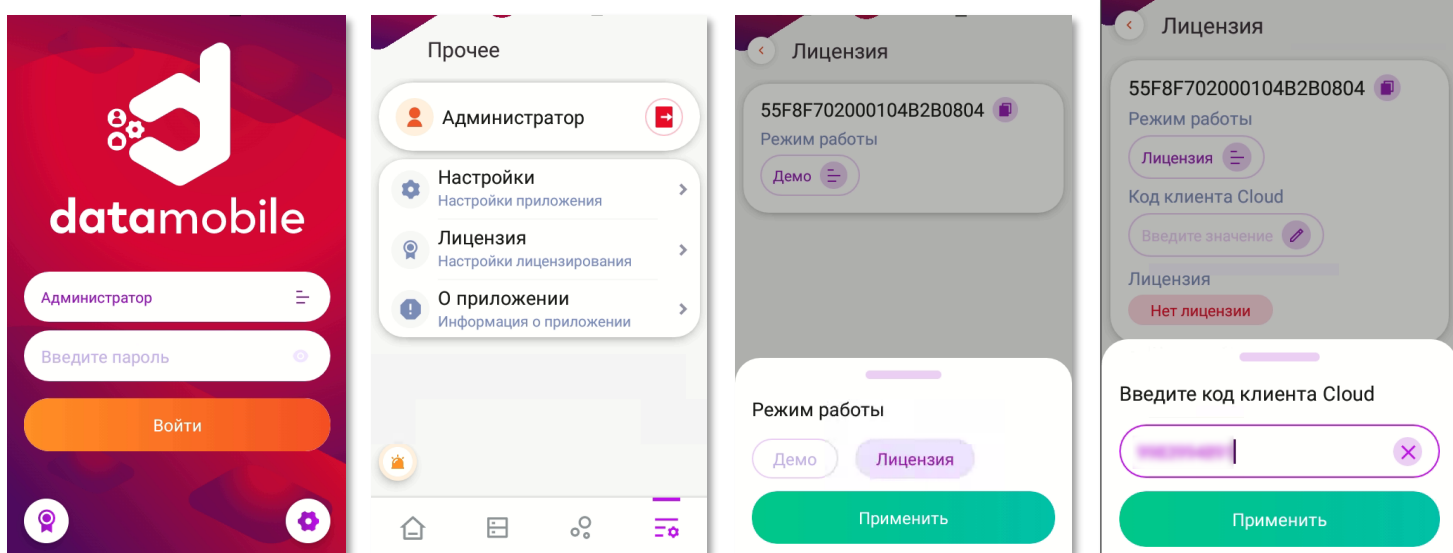 datamobile
Администратор
Введите пароль
Войти
Прочее
Администратор
Настройки
Настройки приложения
Лицензия
Настройки лицензирования
О приложении
Информация о приложении
Лицензия
55F8F702000104B2B0804
Режим работы
Демо
Режим работы
Демо Лицензия
Применить
Лицензия
55F8F702000104B2B0804
Режим работы
Лицензия
Код клиента Cloud
Введите значение
Лицензия
Нет лицензии
Введите код клиента Cloud
Применить